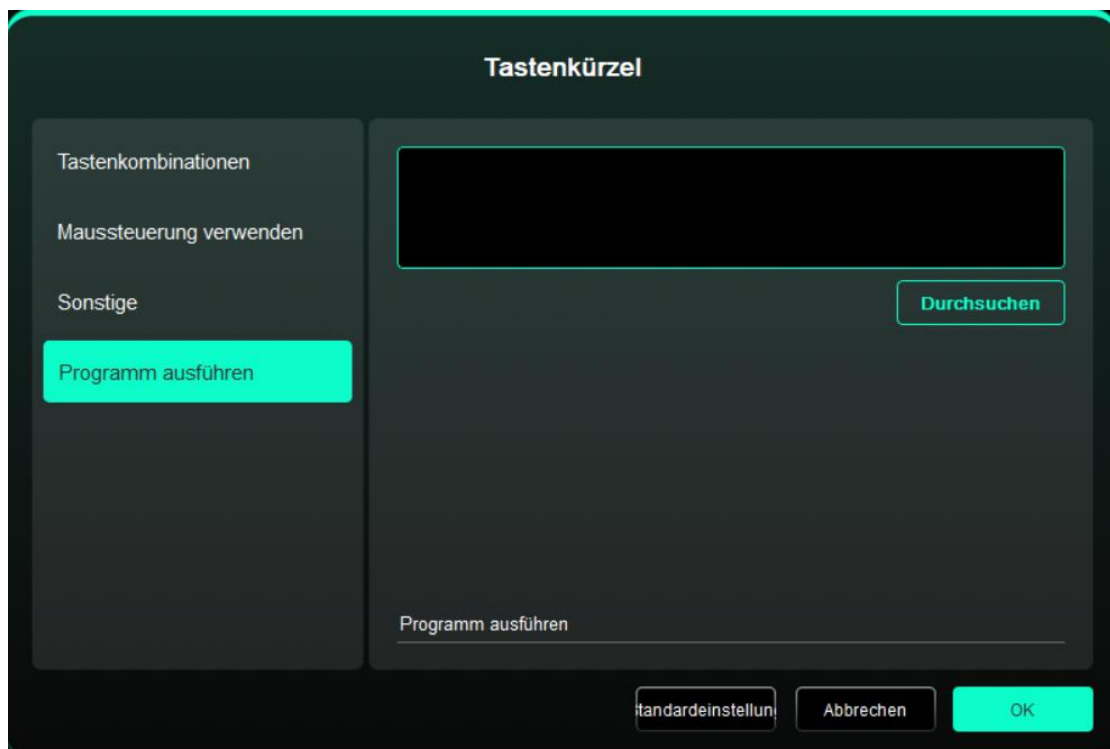 Tastenkürzel
Tastenkombinationen
Maussteuerung verwenden
Sonstige
Programm ausführen
Durchsuchen
Programm ausführen
tandardeinstellun
Abbrechen
OK